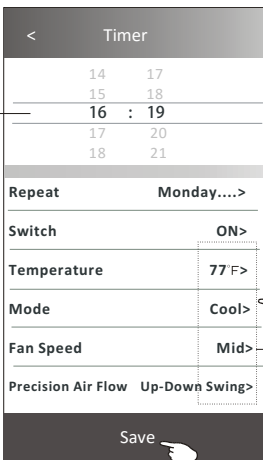 < Timer
14 17
15 18
16 : 19
17 20
18 21
Repeat Monday....>
Switch ON>
Temperature 77°F>
Mode Cool>
Fan Speed Mid>
Precision Air Flow Up-Down Swing>
Save